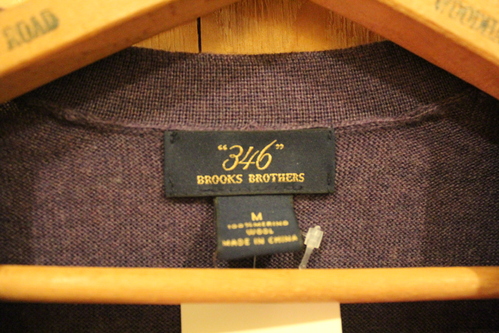 ROAD
"346"
BROOKS BROTHERS
M
100% MERINO
WOOL
MADE IN CHINA